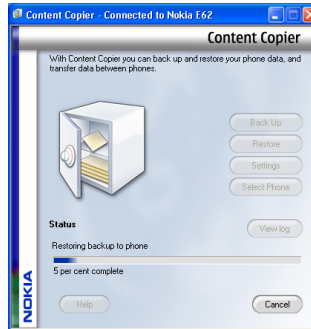 Content Copier - Connected to Nokia E62
Content Copier
With Content Copier you can back up and restore your phone data, and
transfer data between phones.
Back Up
Restore
Settings
Select Phone
Status
View log
Restoring backup to phone
5 per cent complete
Help
Cancel
NOKIA